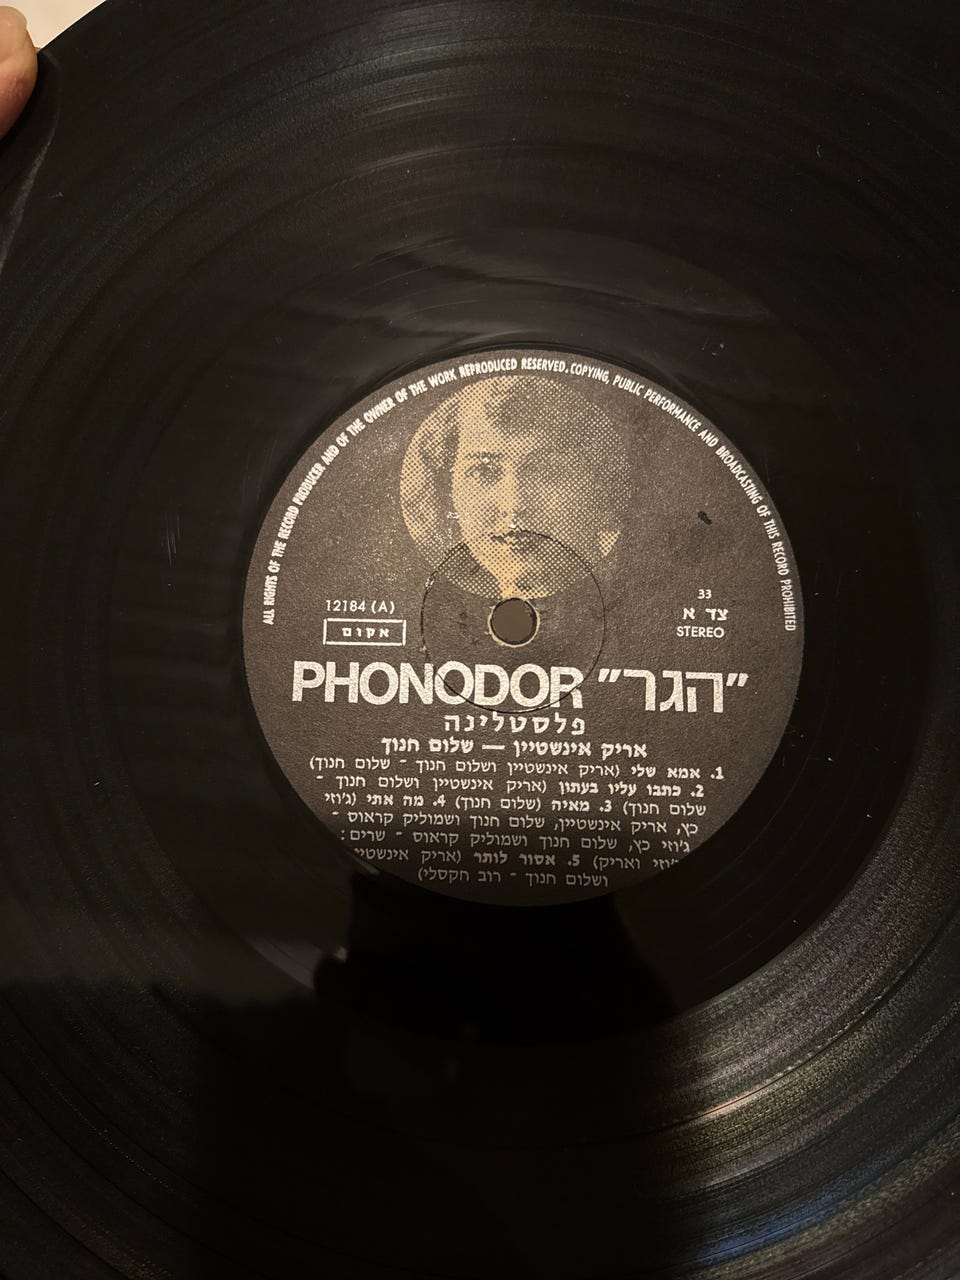 ALL RIGHTS OF THE RECORD PRODUCER AND OF THE OWNER OF THE WORK REPRODUCED RESERVED. COPYING, PUBLIC PERFORMANCE AND BROADCASTING OF THIS RECORD PROHIBITED
12184 (A)
אקום
33
צד א
STEREO
PHONODOR "הגר"
פלסטלינה
אריק אינשטיין — שלום חנוך
1. אמא שלי (אריק אינשטיין ושלום חנוך - שלום חנוך)
2. כתבו עליו בעתון (אריק אינשטיין ושלום חנוך -
שלום חנוך) 3. מאיה (שלום חנוך) 4. מה אתי (ג'וזי
כץ, אריק אינשטיין, שלום חנוך ושמוליק קראוס -
ג'וזי כץ, שלום חנוך ושמוליק קראוס - שרים:
ואריק) 5. אסור לותר (אריק
ושלום חנוך - רוב חקסלי)